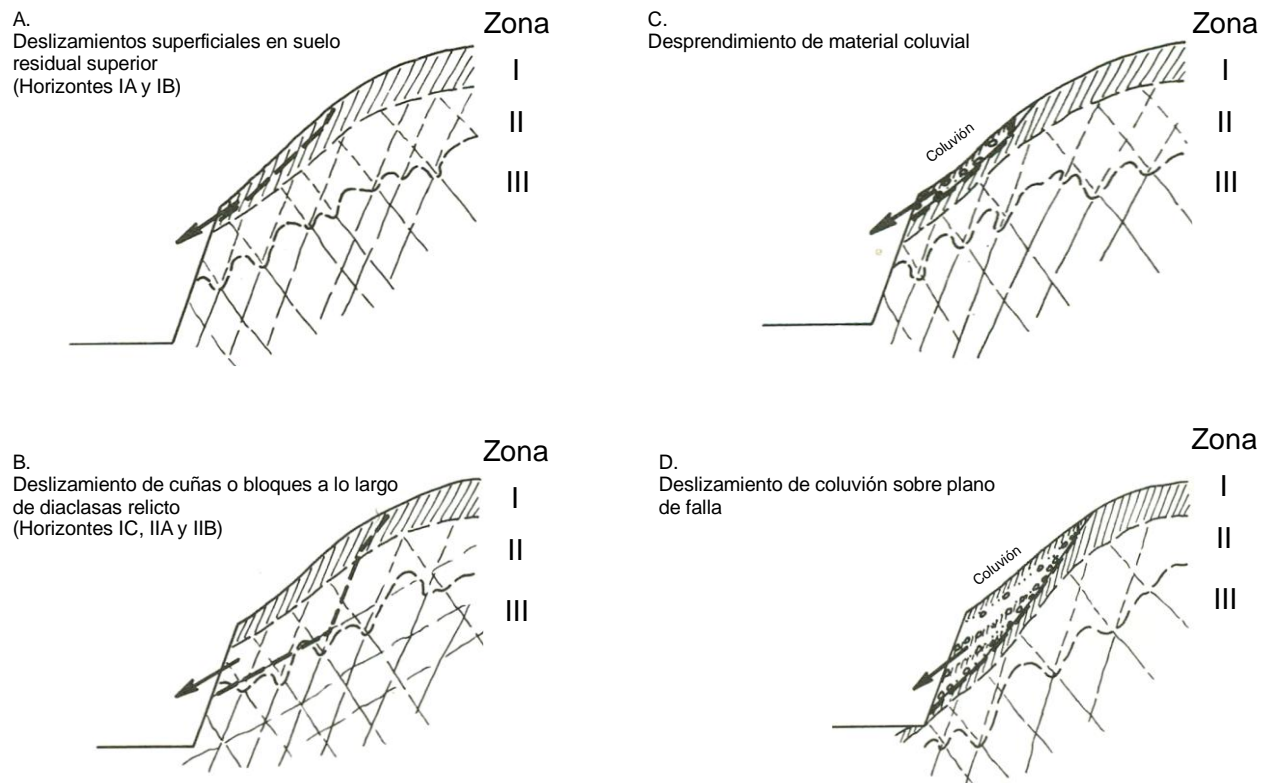 A.
Deslizamientos superficiales en suelo
residual superior
(Horizontes IA y IB)
Zona
I
II
III
C.
Desprendimiento de material coluvial
Zona
I
II
III
Coluvión
B.
Deslizamiento de cuñas o bloques a lo largo
de diaclasas relicto
(Horizontes IC, IIA y IIB)
Zona
I
II
III
D.
Deslizamiento de coluvión sobre plano
de falla
Zona
I
II
III
Coluvión